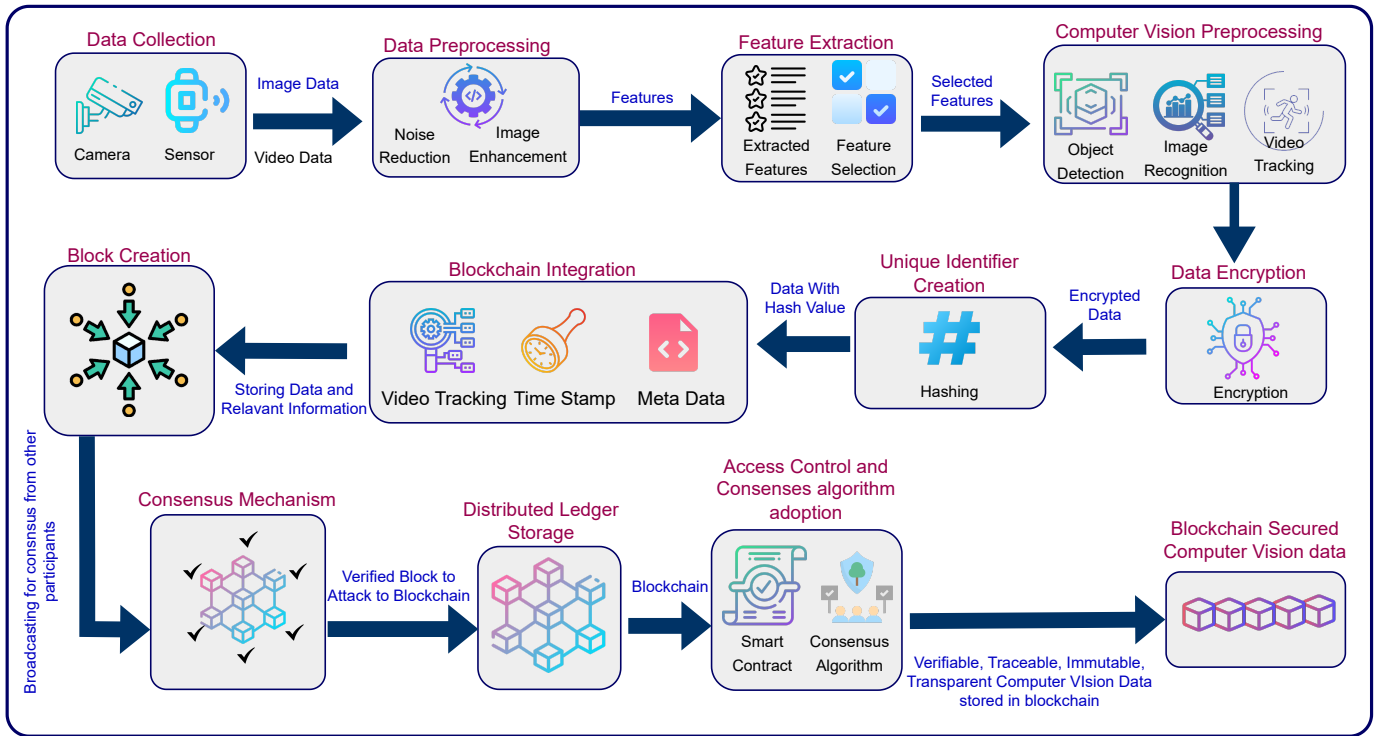 Data Collection
Camera
Sensor
Image Data
Video Data
Data Preprocessing
Noise
Reduction
Image
Enhancement
Features
Feature Extraction
Extracted
Features
Feature
Selection
Selected
Features
Computer Vision Preprocessing
Object
Detection
Image
Recognition
Video
Tracking
Data Encryption
Encryption
Encrypted
Data
Unique Identifier
Creation
#
Hashing
Data With
Hash Value
Blockchain Integration
Video Tracking
Time Stamp
Meta Data
Storing Data and
Relavant Information
Block Creation
Broadcasting for consnsus from other
participants
Consensus Mechanism
Verified Block to
Attack to Blockchain
Distributed Ledger
Storage
Blockchain
Access Control and
Consenses algorithm
adoption
Smart
Contract
Consensus
Algorithm
Verifiable, Traceable, Immutable,
Transparent Computer VIsion Data
stored in blockchain
Blockchain Secured
Computer Vision data